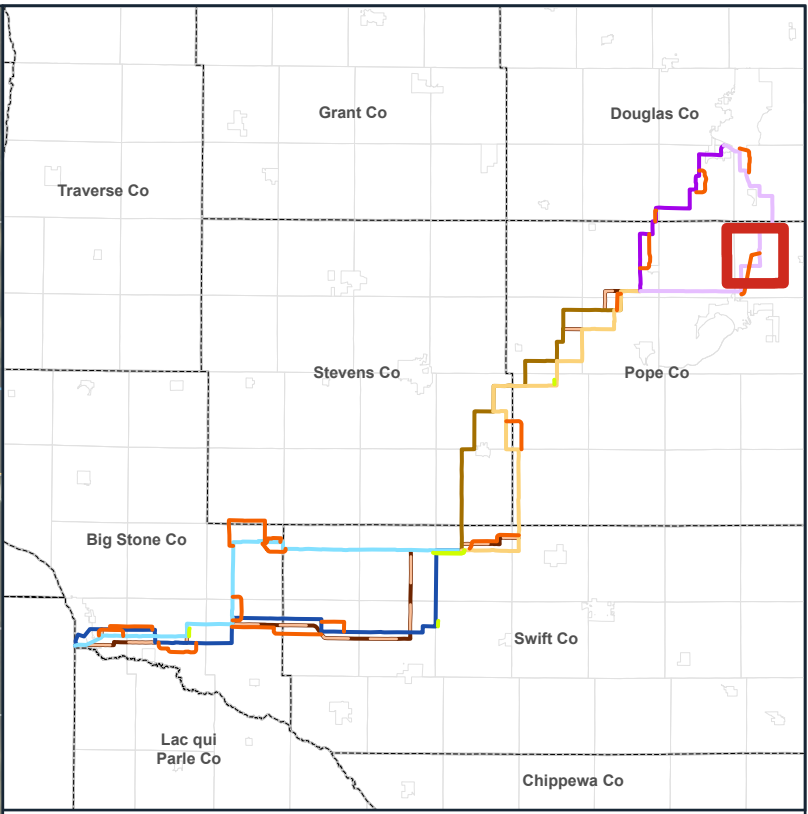 Grant Co
Douglas Co
Traverse Co
Stevens Co
Pope Co
Big Stone Co
Swift Co
Lac qui
Parle Co
Chippewa Co